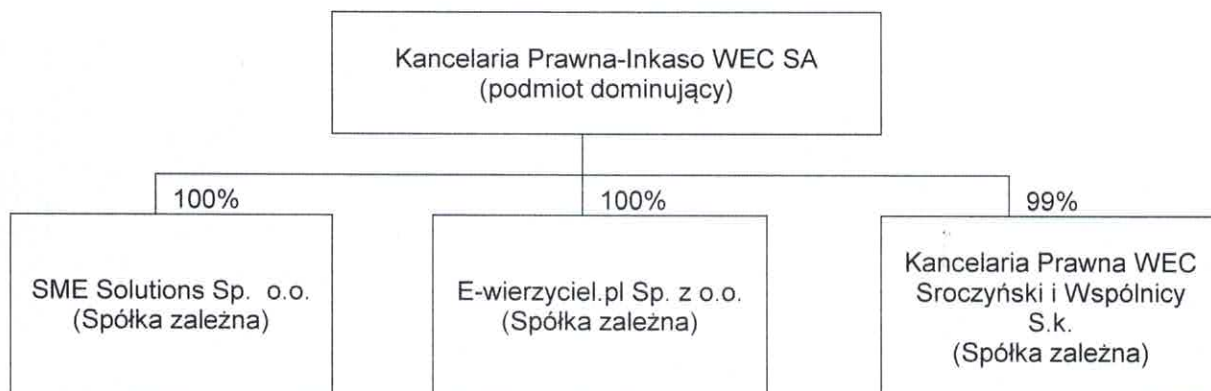 Kancelaria Prawna-Inkaso WEC SA
(podmiot dominujący)
100%
100%
99%
SME Solutions Sp. o.o.
(Spółka zależna)
E-wierzyciel.pl Sp. z o.o.
(Spółka zależna)
Kancelaria Prawna WEC
Sroczyński i Wspólnicy
S.k.
(Spółka zależna)